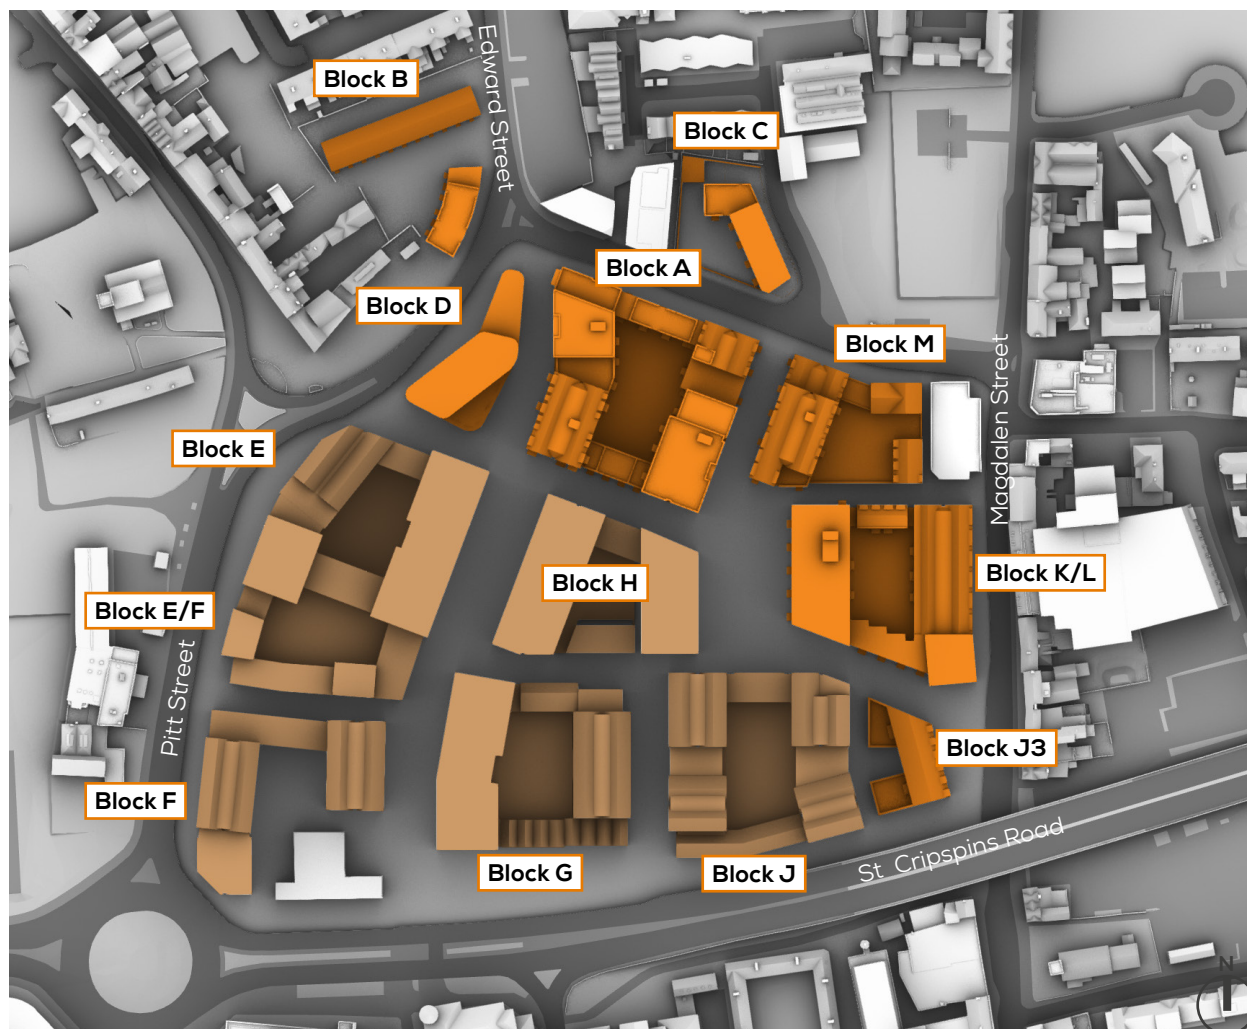 Edward Street
Block B
Block C
Block A
Block D
Block M
Magdalen Street
Block E
Block H
Block K/L
Block E/F
Pitt Street
Block J3
Block F
St Cripspins Road
Block G
Block J
N